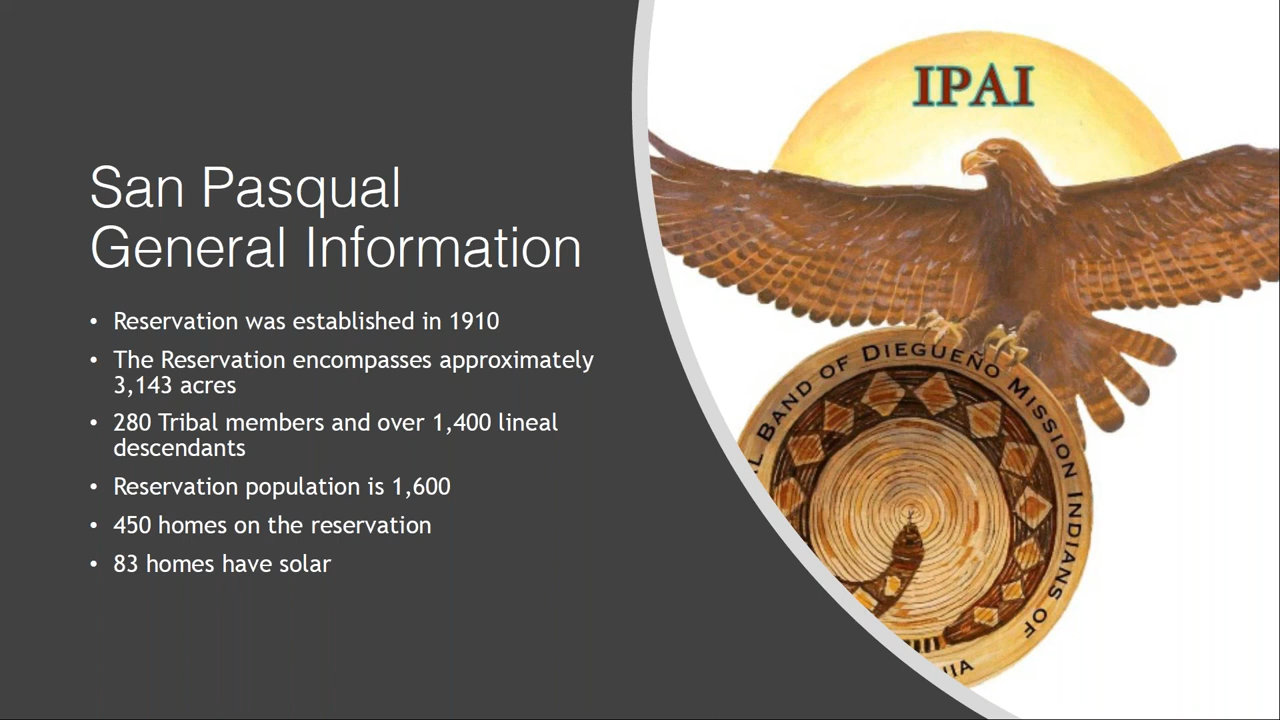 San Pasqual
General Information
• Reservation was established in 1910
• The Reservation encompasses approximately
3,143 acres
• 280 Tribal members and over 1,400 lineal
descendants
• Reservation population is 1,600
• 450 homes on the reservation
• 83 homes have solar
IPAI
BAND OF DIEGUEÑO MISSION INDIANS OF